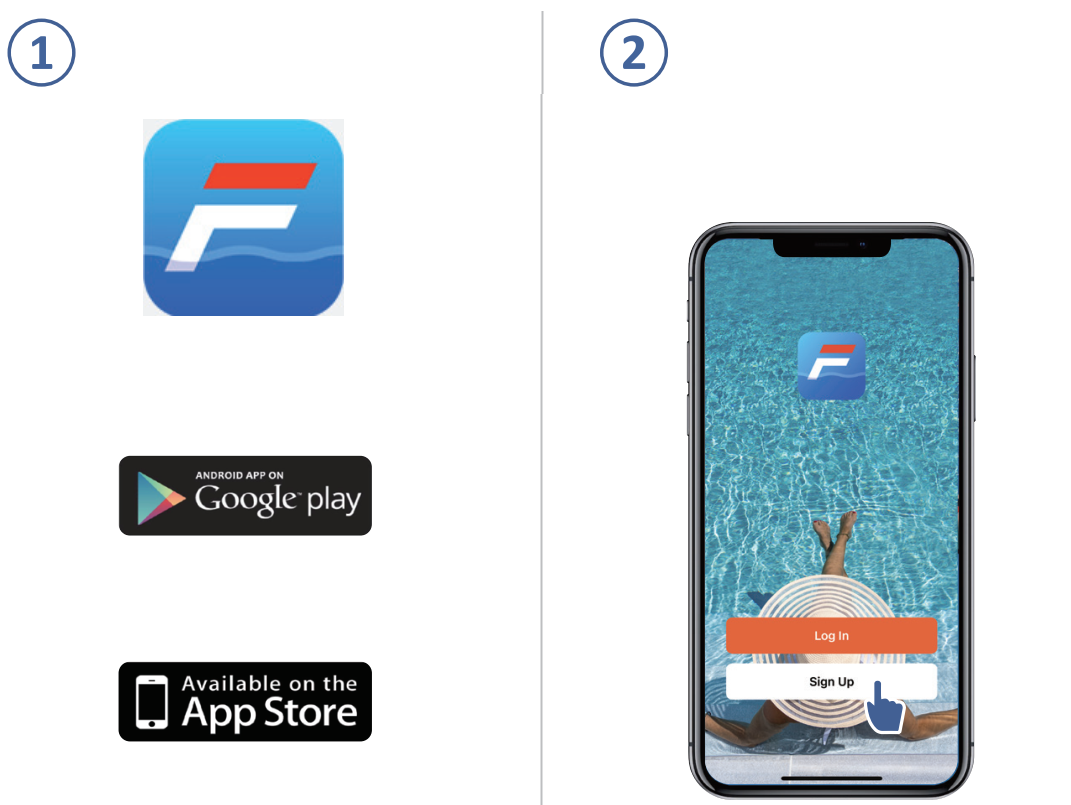 1
ANDROID APP ON
Google play
Available on the
App Store
2
F
Log In
Sign Up